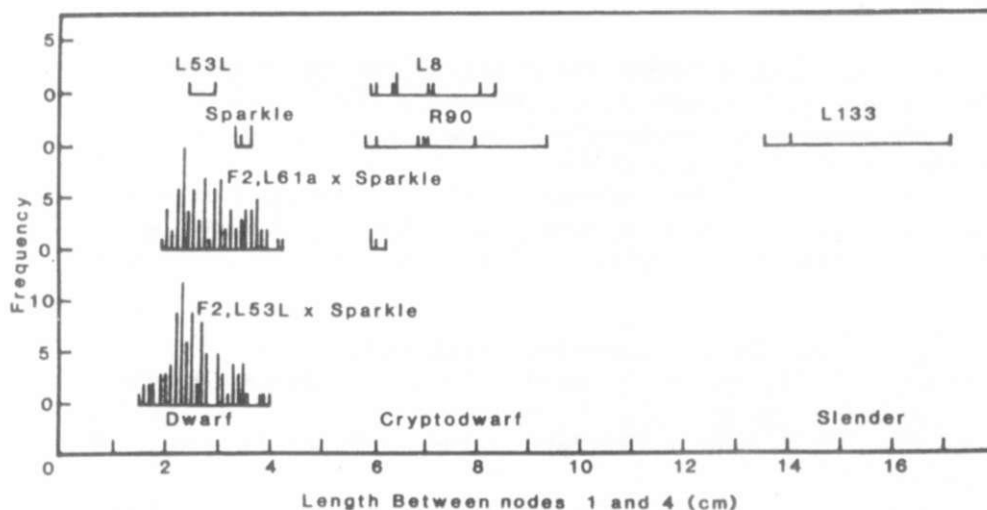 5
L53L L8
0
Sparkle R90 L133
0
F2,L61a x Sparkle
5
0
Frequency
F2,L53L x Sparkle
10
5
0
Dwarf Cryptodwarf Slender
0 2 4 6 8 10 12 14 16
Length Between nodes 1 and 4 (cm)